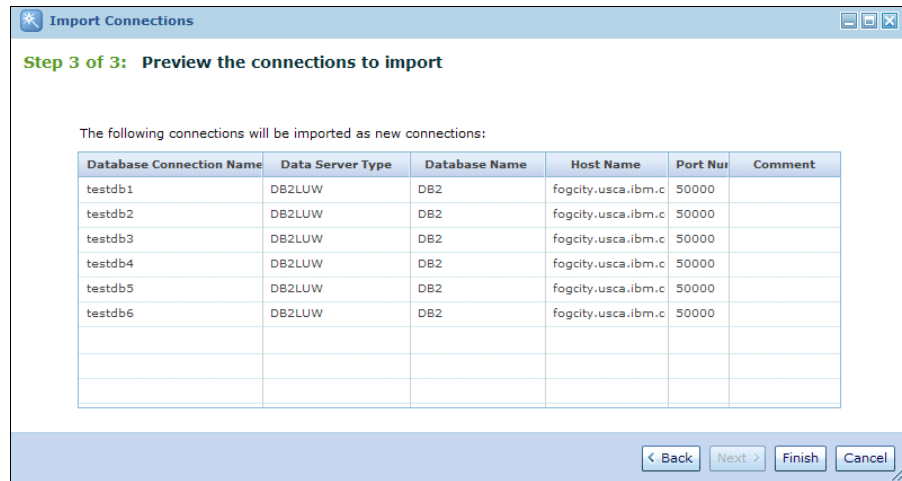 Import Connections
Step 3 of 3: Preview the connections to import
The following connections will be imported as new connections:
Database Connection Name Data Server Type Database Name Host Name Port Nur Comment
testdb1 DB2LUW DB2 fogcity.usca.ibm.c 50000
testdb2 DB2LUW DB2 fogcity.usca.ibm.c 50000
testdb3 DB2LUW DB2 fogcity.usca.ibm.c 50000
testdb4 DB2LUW DB2 fogcity.usca.ibm.c 50000
testdb5 DB2LUW DB2 fogcity.usca.ibm.c 50000
testdb6 DB2LUW DB2 fogcity.usca.ibm.c 50000
< Back Next > Finish Cancel